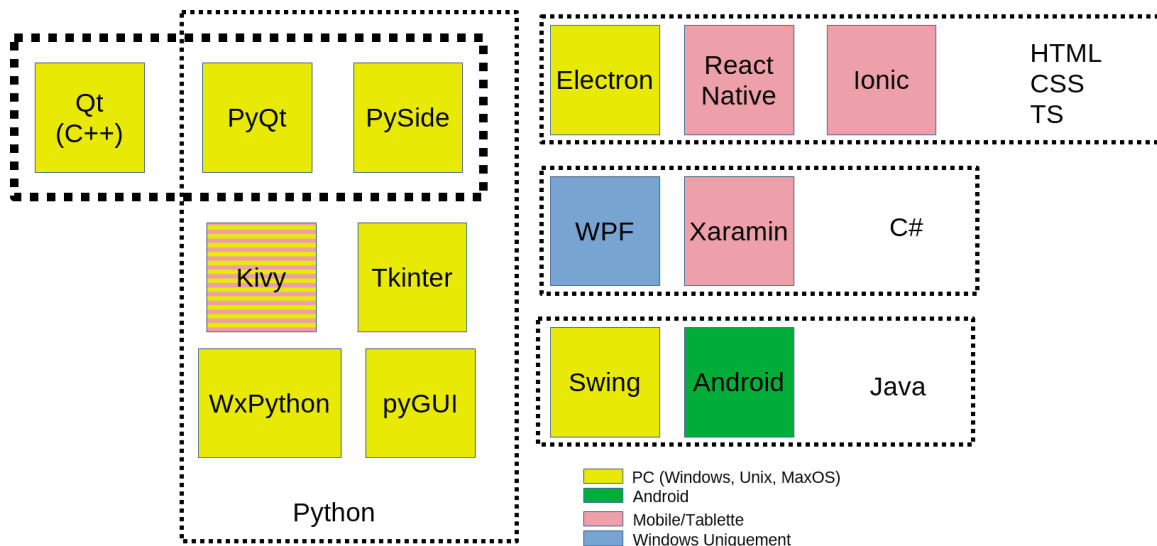 Qt
(C++)
PyQt
PySide
Kivy
Tkinter
WxPython
pyGUI
Python
Electron
React
Native
Ionic
HTML
CSS
TS
WPF
Xaramin
C#
Swing
Android
Java
PC (Windows, Unix, MaxOS)
Android
Mobile/Tablette
Windows Uniquement